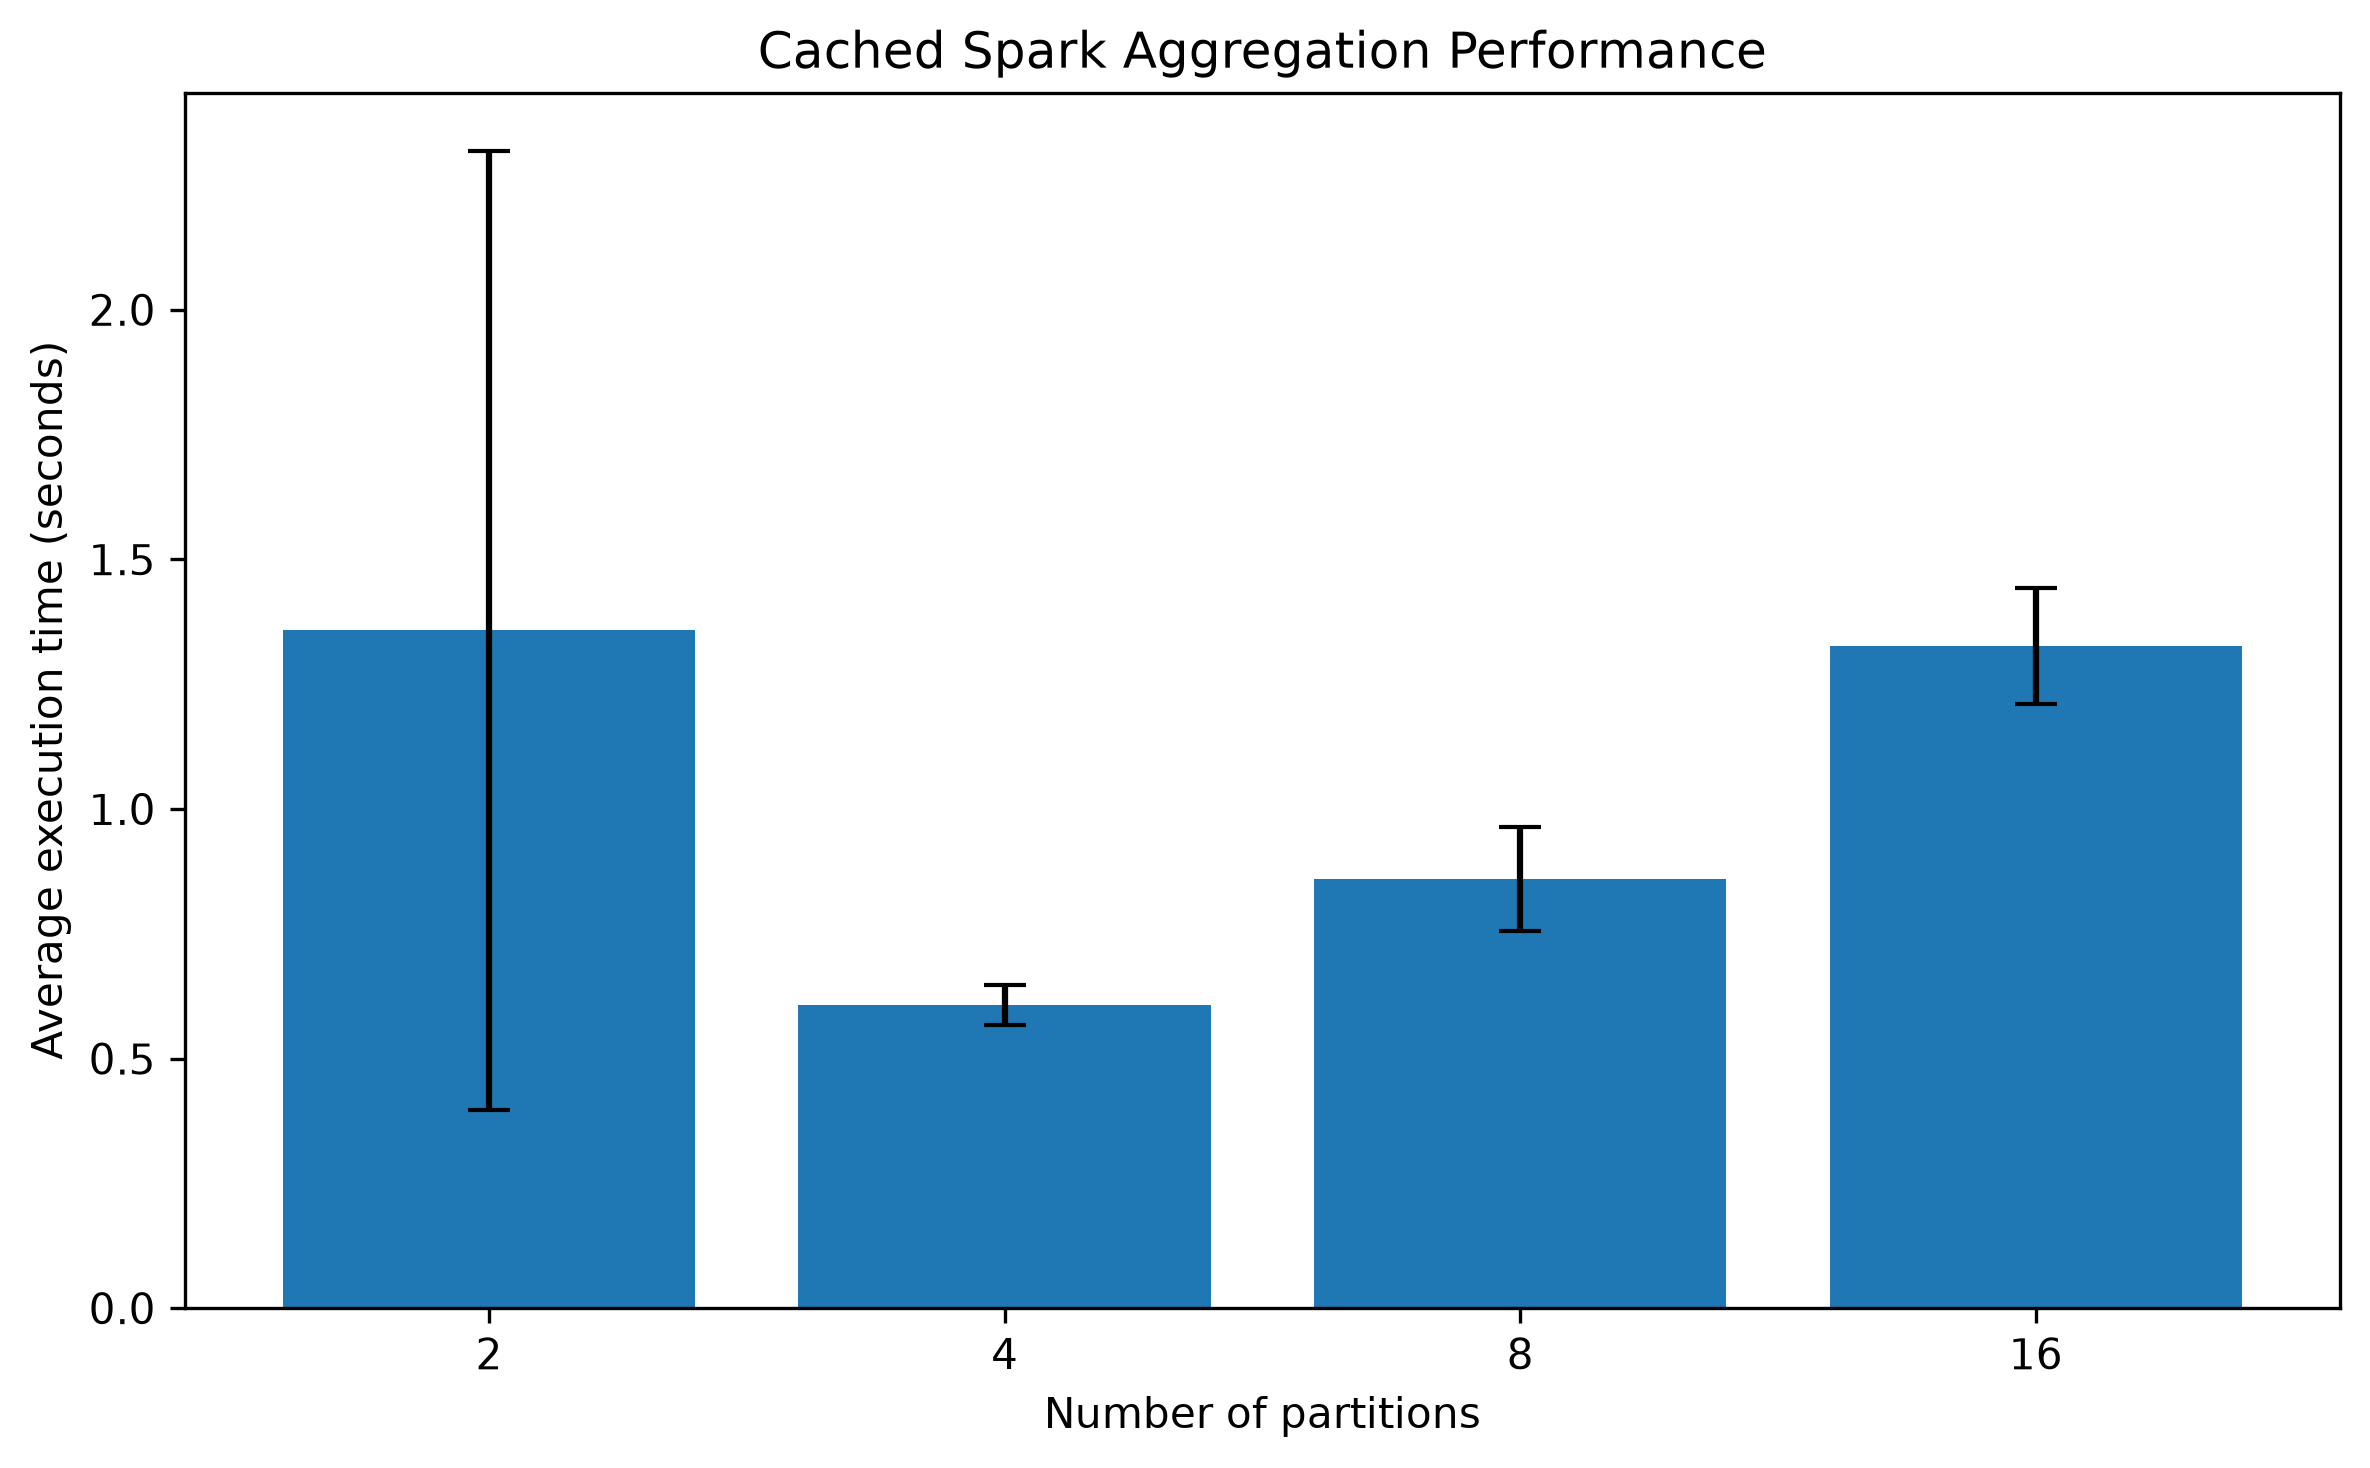 Cached Spark Aggregation Performance
Average execution time (seconds)
2.0
1.5
1.0
0.5
0.0
2 4 8 16
Number of partitions